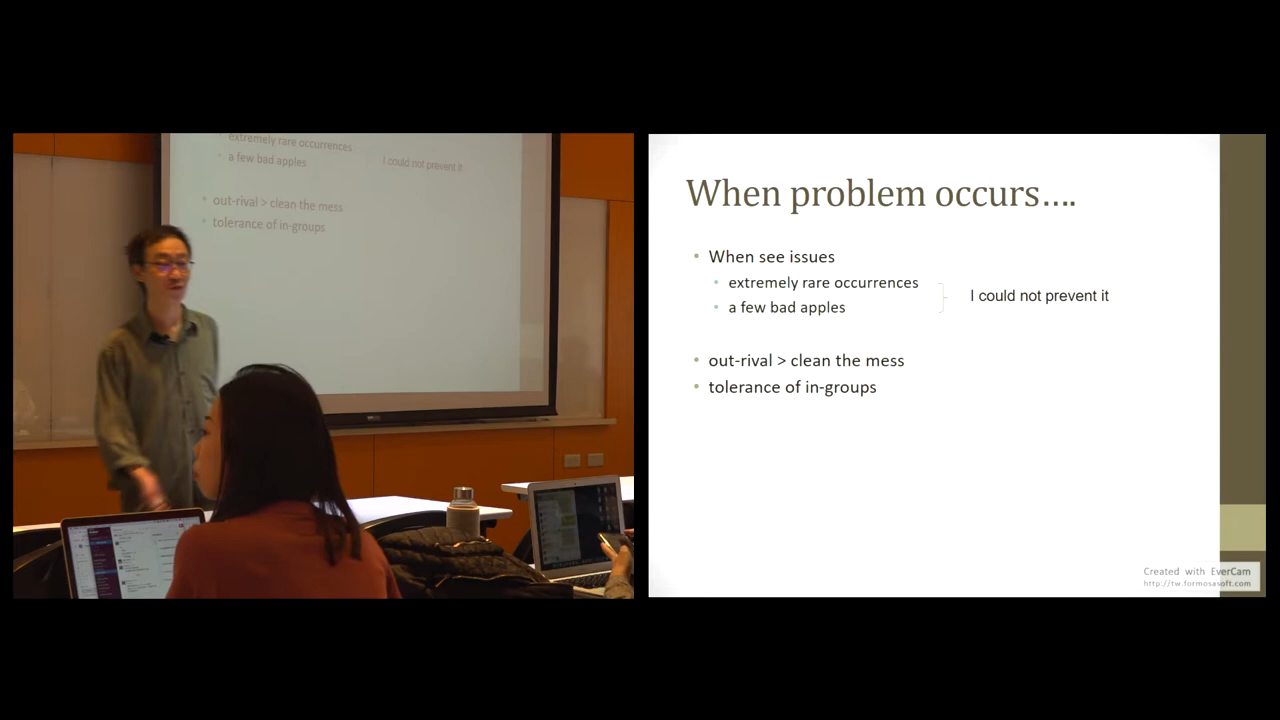 extremely rare occurrences
a few bad apples
I could not prevent it
out-rival > clean the mess
tolerance of in-groups
When problem occurs….
When see issues
extremely rare occurrences
a few bad apples
I could not prevent it
out-rival > clean the mess
tolerance of in-groups
Created with EverCam
http://tw.formosasoft.com